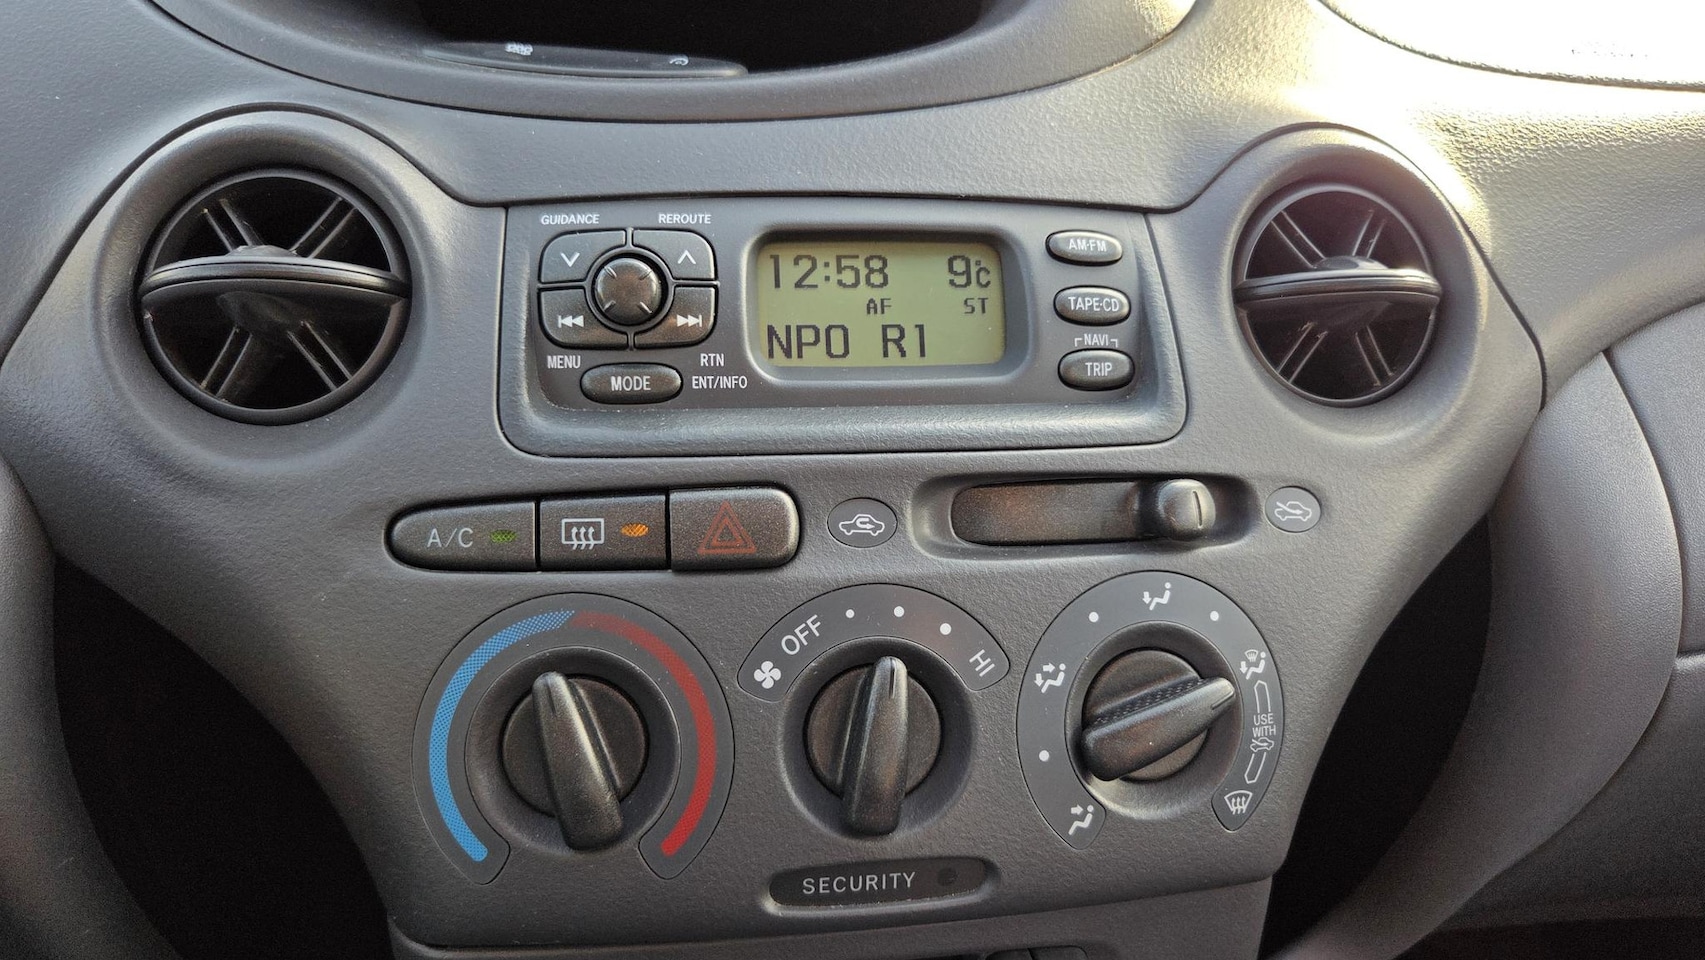 GUIDANCE REROUTE
AM·FM
12:58 9°C
AF ST
TAPE·CD
NPO R1
NAVI
MENU RTN
TRIP
MODE ENT/INFO
A/C
OFF
HI
USE
WITH
SECURITY